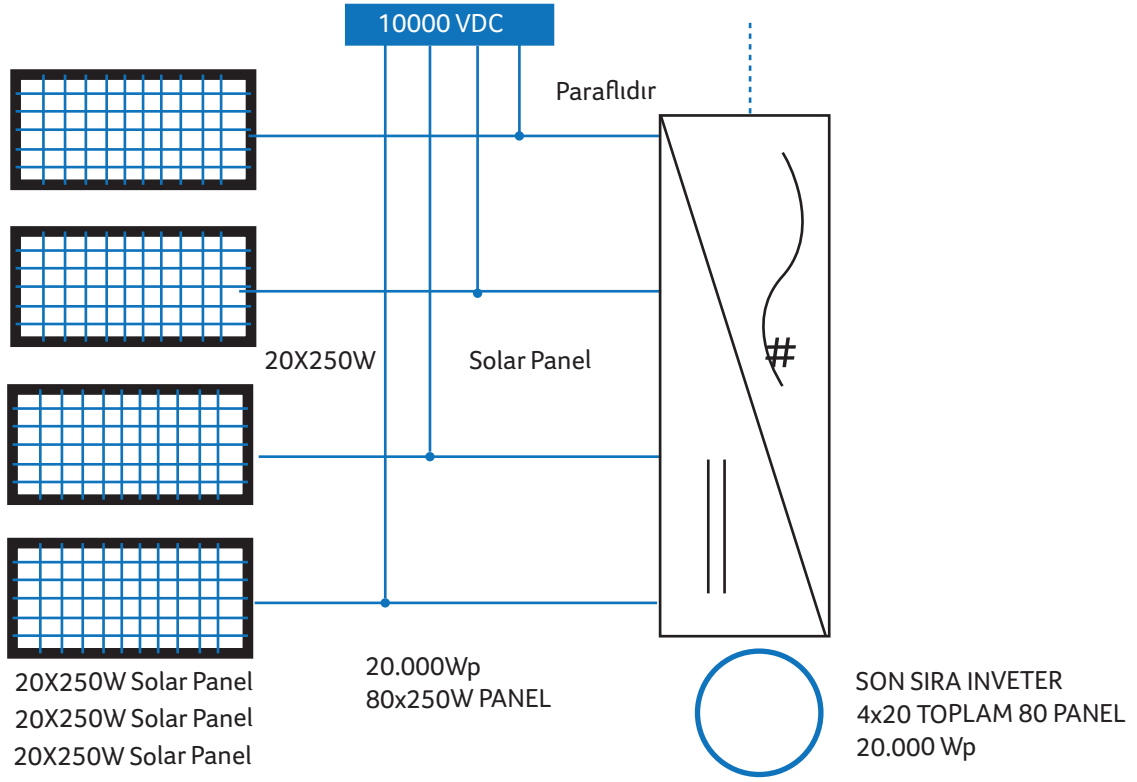 10000 VDC
Paraflıdır
20X250W
Solar Panel
20X250W Solar Panel
20X250W Solar Panel
20X250W Solar Panel
20.000Wp
80x250W PANEL
#
SON SIRA INVETER
4x20 TOPLAM 80 PANEL
20.000 Wp